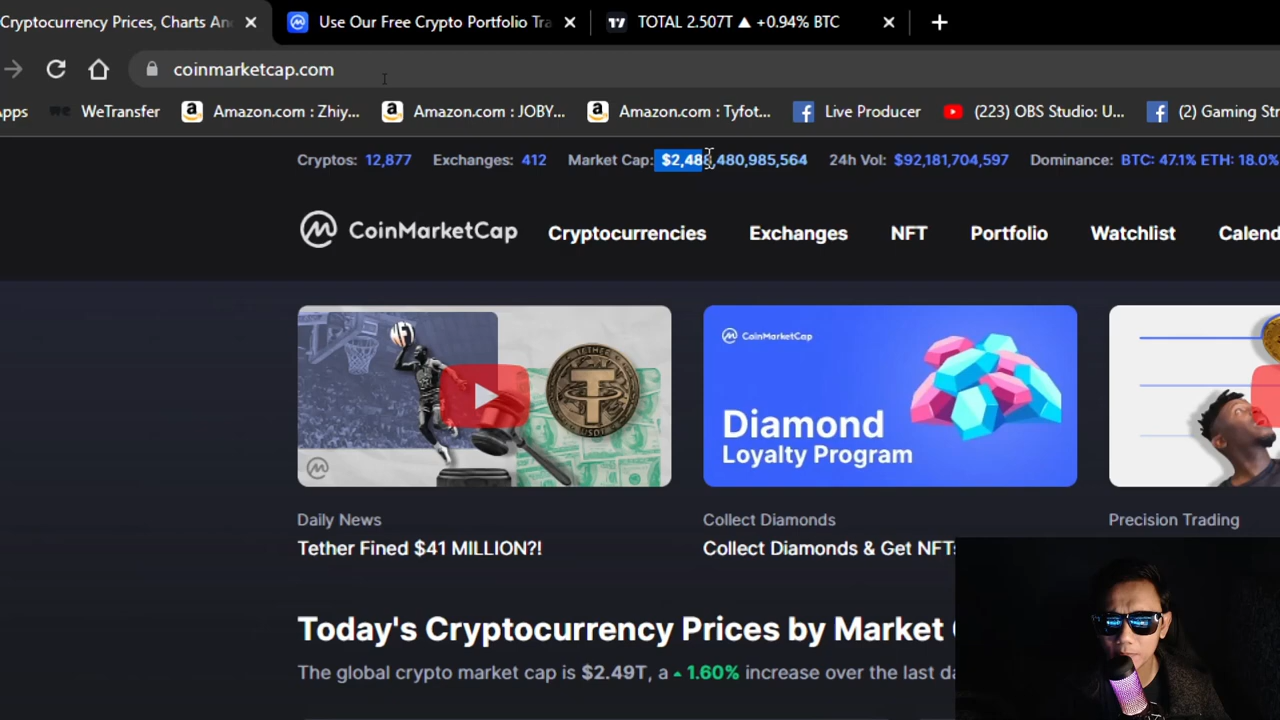 Cryptocurrency Prices, Charts An
Use Our Free Crypto Portfolio Tra
TOTAL 2.507T ▲ +0.94% BTC
coinmarketcap.com
Apps
WeTransfer
Amazon.com : Zhiy...
Amazon.com : JOBY...
Amazon.com : Tyfot...
Live Producer
(223) OBS Studio: U...
(2) Gaming Str
Cryptos: 12,877 Exchanges: 412 Market Cap: $2,488,480,985,564 24h Vol: $92,181,704,597 Dominance: BTC: 47.1% ETH: 18.0%
CoinMarketCap
Cryptocurrencies Exchanges NFT Portfolio Watchlist Calend
CoinMarketCap
Diamond
Loyalty Program
Daily News
Tether Fined $41 MILLION?!
Collect Diamonds
Collect Diamonds & Get NFTs
Precision Trading
Today's Cryptocurrency Prices by Market
The global crypto market cap is $2.49T, a ▲ 1.60% increase over the last da